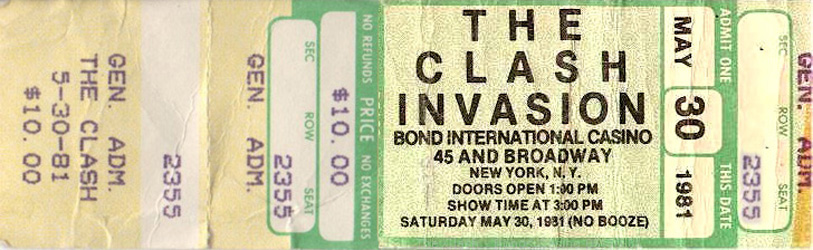 GEN. ADM.
THE CLASH
5-30-81
$10.00
2355
GEN. ADM.
2355
SEC
ROW
SEAT
$10.00
NO REFUNDS PRICE NO EXCHANGES
THE
CLASH
INVASION
BOND INTERNATIONAL CASINO
45 AND BROADWAY
NEW YORK, N.Y.
DOORS OPEN 1:00 PM
SHOW TIME AT 3:00 PM
SATURDAY MAY 30, 1981 (NO BOOZE)
MAY 30 1981
ADMIT ONE THIS DATE
SEC
ROW
SEAT
2355
GEN. ADM.